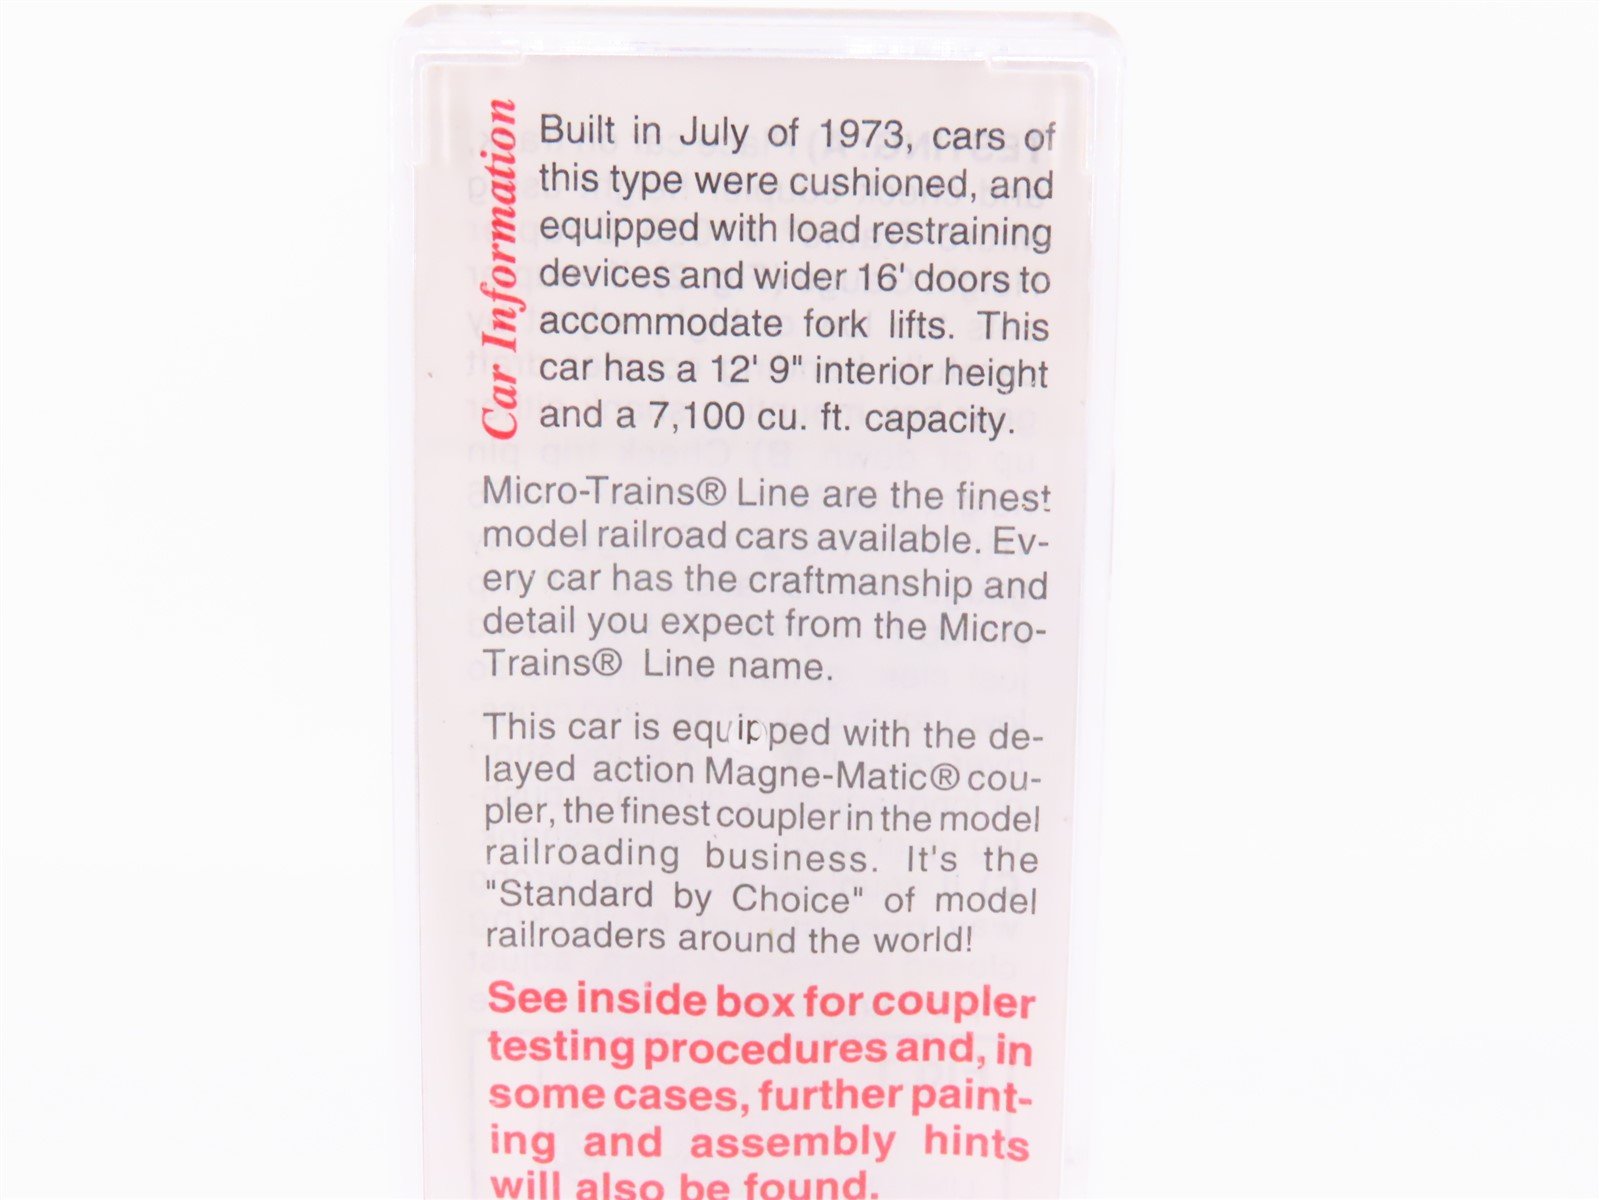 Car Information
Built in July of 1973, cars of
this type were cushioned, and
equipped with load restraining
devices and wider 16' doors to
accommodate fork lifts. This
car has a 12' 9" interior height
and a 7,100 cu. ft. capacity.
Micro-Trains® Line are the finest
model railroad cars available. Ev-
ery car has the craftmanship and
detail you expect from the Micro-
Trains® Line name.
This car is equipped with the de-
layed action Magne-Matic® cou-
pler, the finest coupler in the model
railroading business. It's the
"Standard by Choice" of model
railroaders around the world!
See inside box for coupler
testing procedures and, in
some cases, further paint-
ing and assembly hints
will also be found.